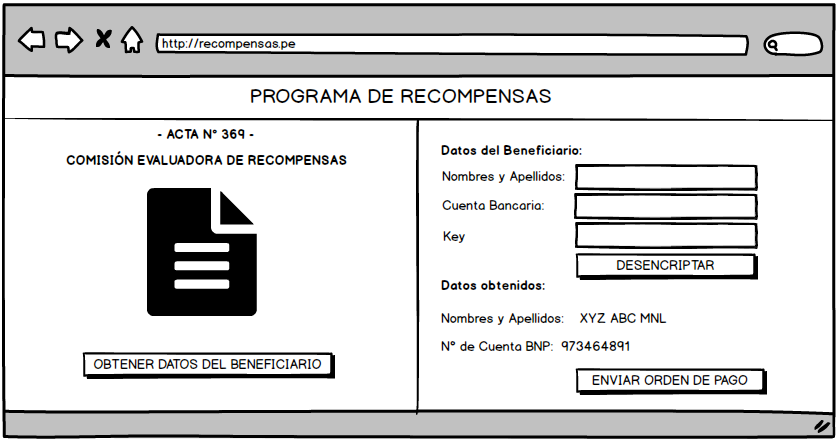 http://recompensas.pe
PROGRAMA DE RECOMPENSAS
- ACTA N° 369 -
COMISIÓN EVALUADORA DE RECOMPENSAS
OBTENER DATOS DEL BENEFICIARIO
Datos del Beneficiario:
Nombres y Apellidos:
Cuenta Bancaria:
Key
DESENCRIPTAR
Datos obtenidos:
Nombres y Apellidos: XYZ ABC MNL
N° de Cuenta BNP: 973464891
ENVIAR ORDEN DE PAGO